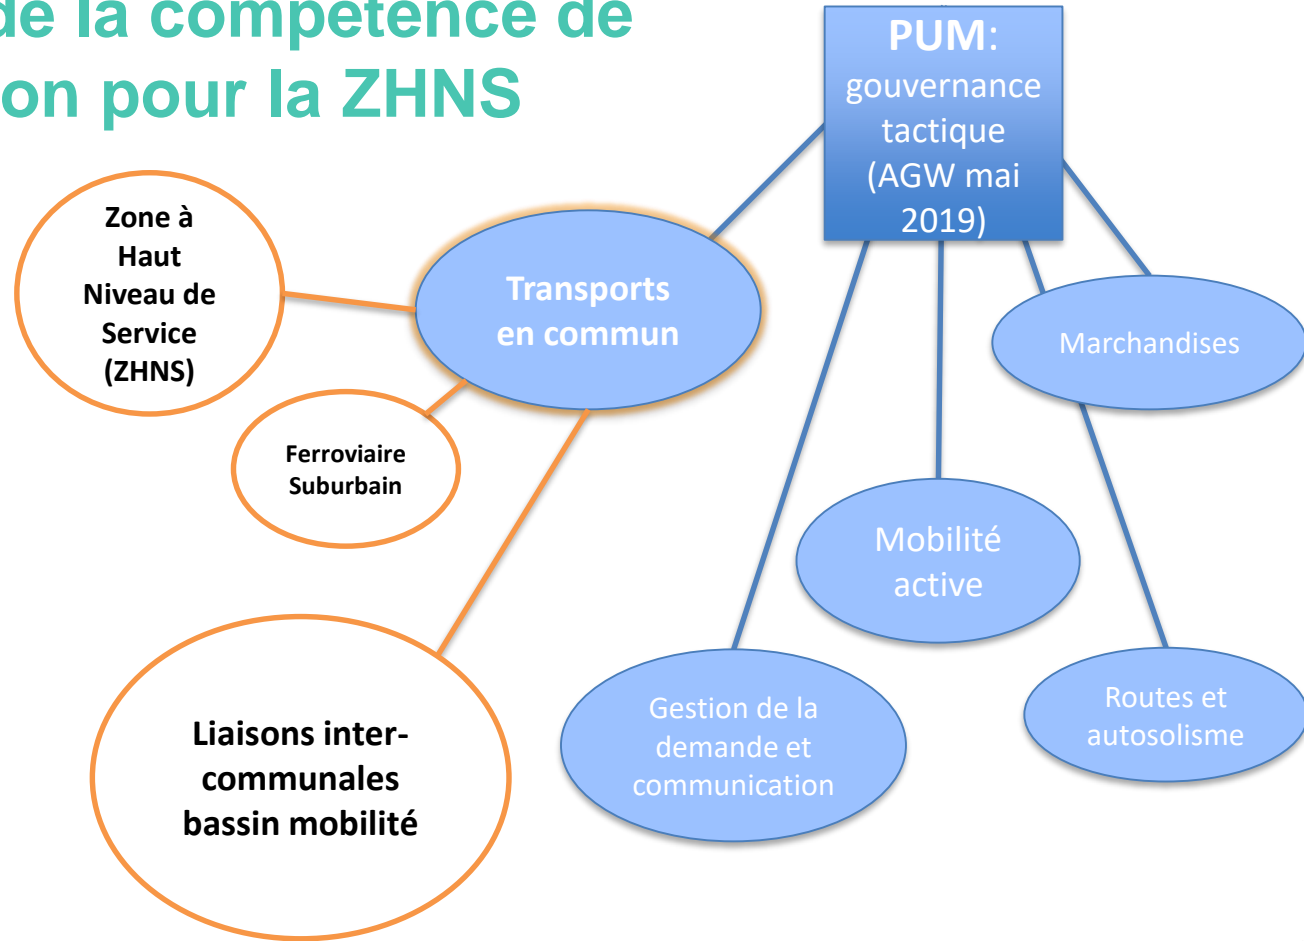 de la compétence de
on pour la ZHNS
PUM:
gouvernance
tactique
(AGW mai
2019)
Zone à
Haut
Niveau de
Service
(ZHNS)
Transports
en commun
Marchandises
Ferroviaire
Suburbain
Mobilité
active
Liaisons inter-
communales
bassin mobilité
Gestion de la
demande et
communication
Routes et
autosolisme